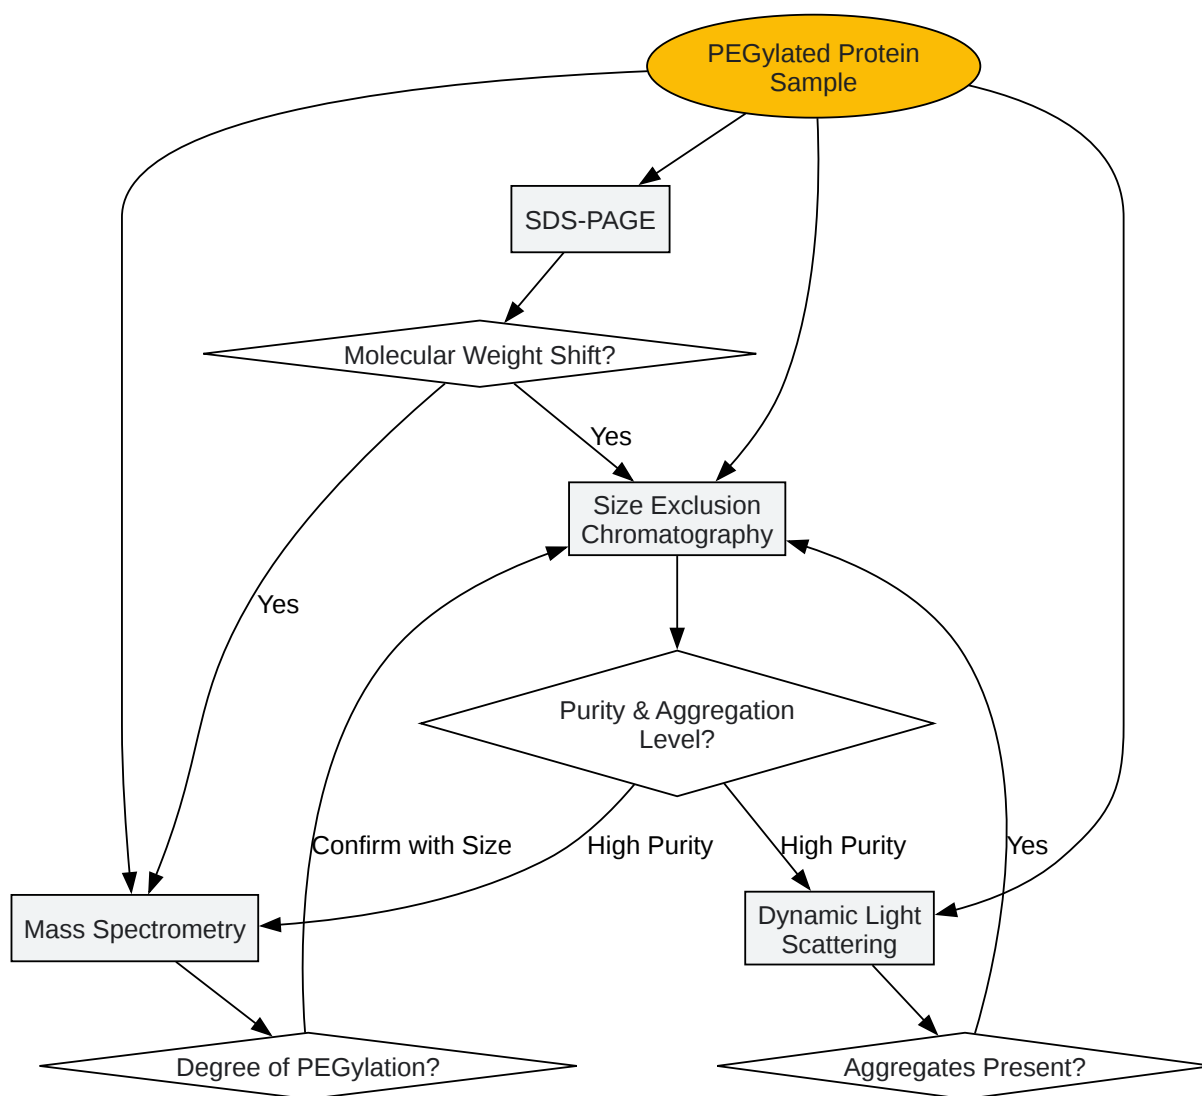 PEGylated Protein
Sample
SDS-PAGE
Molecular Weight Shift?
Yes
Size Exclusion
Chromatography
Yes
Purity & Aggregation
Level?
Confirm with Size
High Purity
High Purity
Yes
Mass Spectrometry
Dynamic Light
Scattering
Degree of PEGylation?
Aggregates Present?